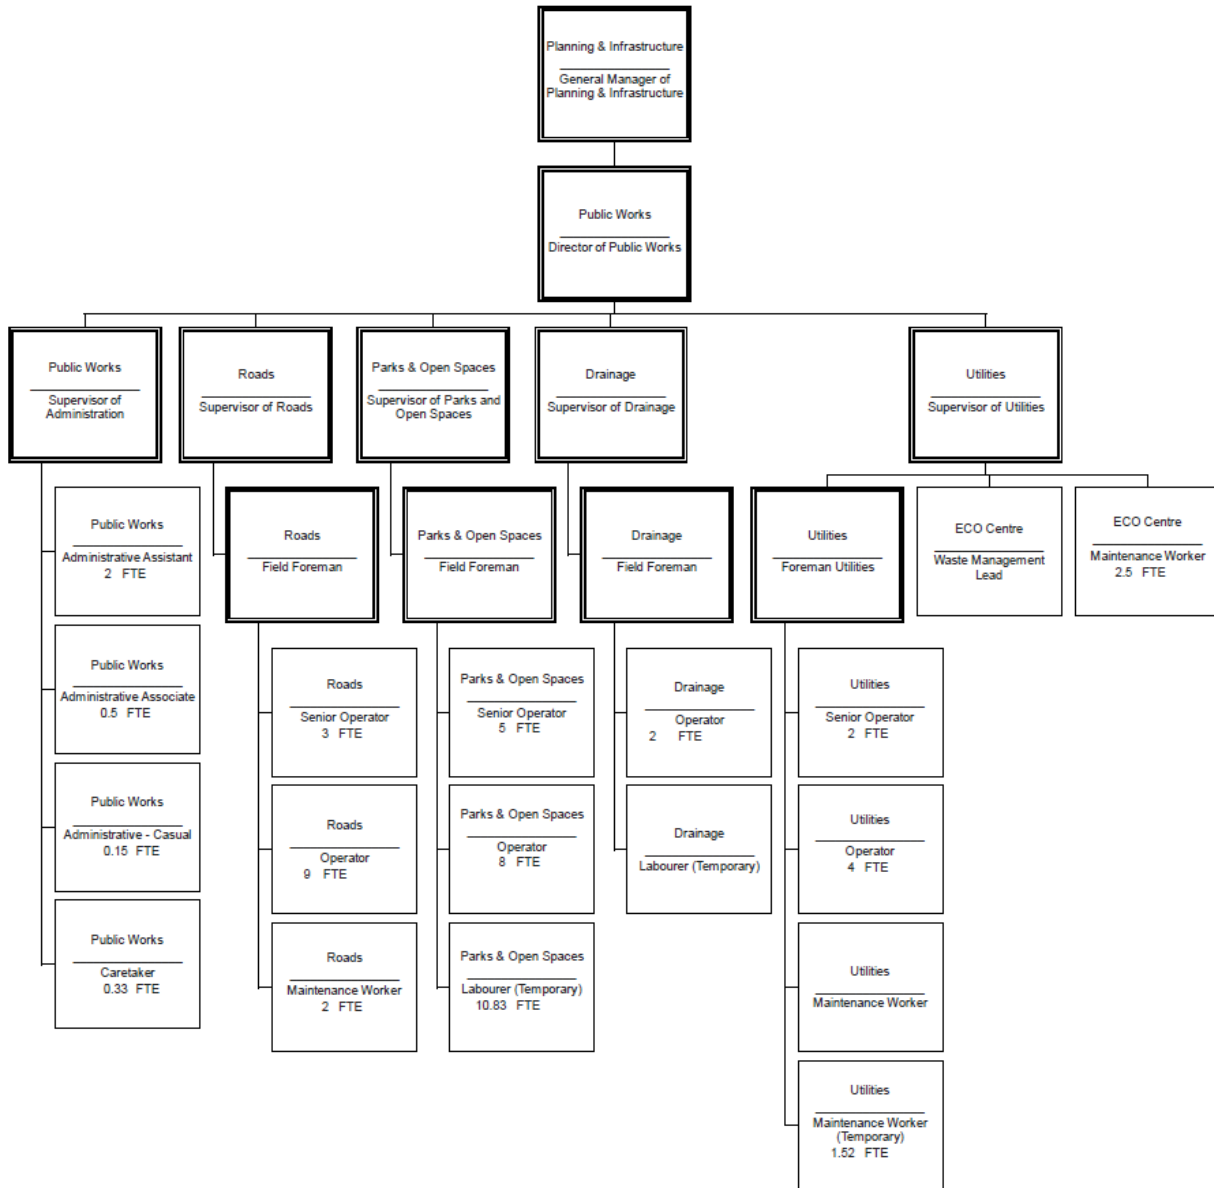 Planning & Infrastructure
General Manager of
Planning & Infrastructure
Public Works
Director of Public Works
Public Works
Supervisor of
Administration
Roads
Supervisor of Roads
Parks & Open Spaces
Supervisor of Parks and
Open Spaces
Drainage
Supervisor of Drainage
Utilities
Supervisor of Utilities
Public Works
Administrative Assistant
2 FTE
Public Works
Administrative Associate
0.5 FTE
Public Works
Administrative - Casual
0.15 FTE
Public Works
Caretaker
0.33 FTE
Roads
Field Foreman
Roads
Senior Operator
3 FTE
Roads
Operator
9 FTE
Roads
Maintenance Worker
2 FTE
Parks & Open Spaces
Field Foreman
Parks & Open Spaces
Senior Operator
5 FTE
Parks & Open Spaces
Operator
8 FTE
Parks & Open Spaces
Labourer (Temporary)
10.83 FTE
Drainage
Field Foreman
Drainage
Operator
2 FTE
Drainage
Labourer (Temporary)
Utilities
Foreman Utilities
Utilities
Senior Operator
2 FTE
Utilities
Operator
4 FTE
Utilities
Maintenance Worker
Utilities
Maintenance Worker
(Temporary)
1.52 FTE
ECO Centre
Waste Management
Lead
ECO Centre
Maintenance Worker
2.5 FTE